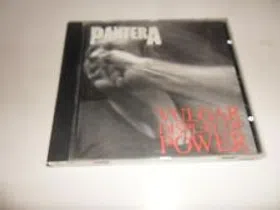 PANTERA
VULGAR
DISPLAY OF
POWER